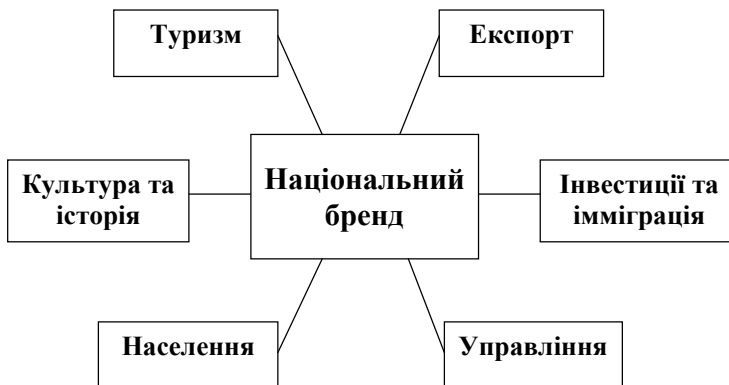 Туризм
Експорт
Культура та
історія
Національний
бренд
Інвестиції та
імміграція
Населення
Управління